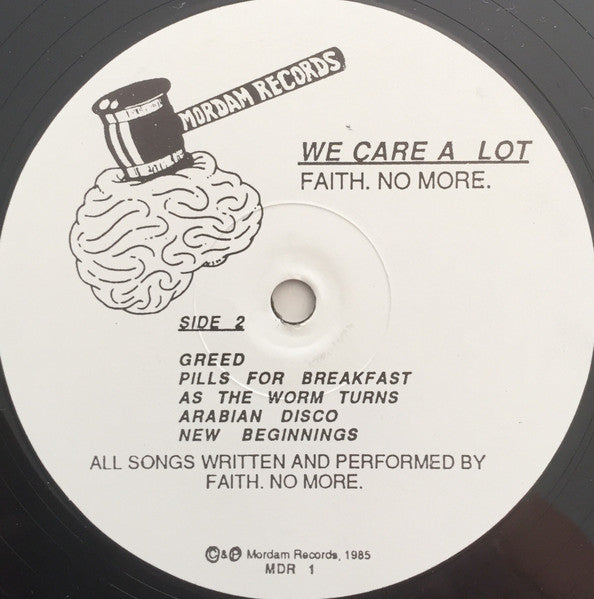 MORDAM RECORDS
WE CARE A LOT
FAITH. NO MORE.
SIDE 2
GREED
PILLS FOR BREAKFAST
AS THE WORM TURNS
ARABIAN DISCO
NEW BEGINNINGS
ALL SONGS WRITTEN AND PERFORMED BY
FAITH. NO MORE.
©&℗ Mordam Records, 1985
MDR 1